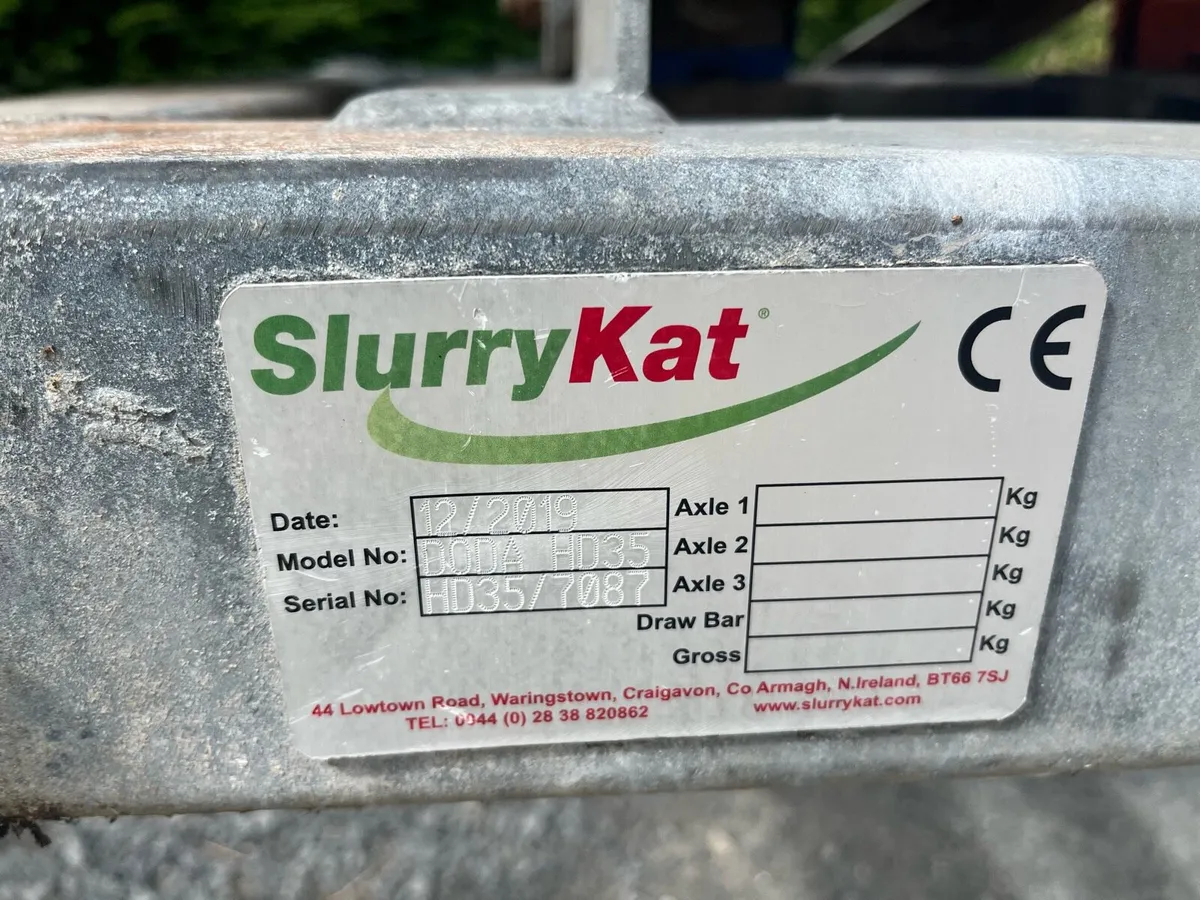 SlurryKat®
CE
Date: 12/2019
Model No: DODA HD35
Serial No: HD35/7087
Axle 1 Kg
Axle 2 Kg
Axle 3 Kg
Draw Bar Kg
Gross Kg
44 Lowtown Road, Waringstown, Craigavon, Co Armagh, N.Ireland, BT66 7SJ
TEL: 0044 (0) 28 38 820862 www.slurrykat.com